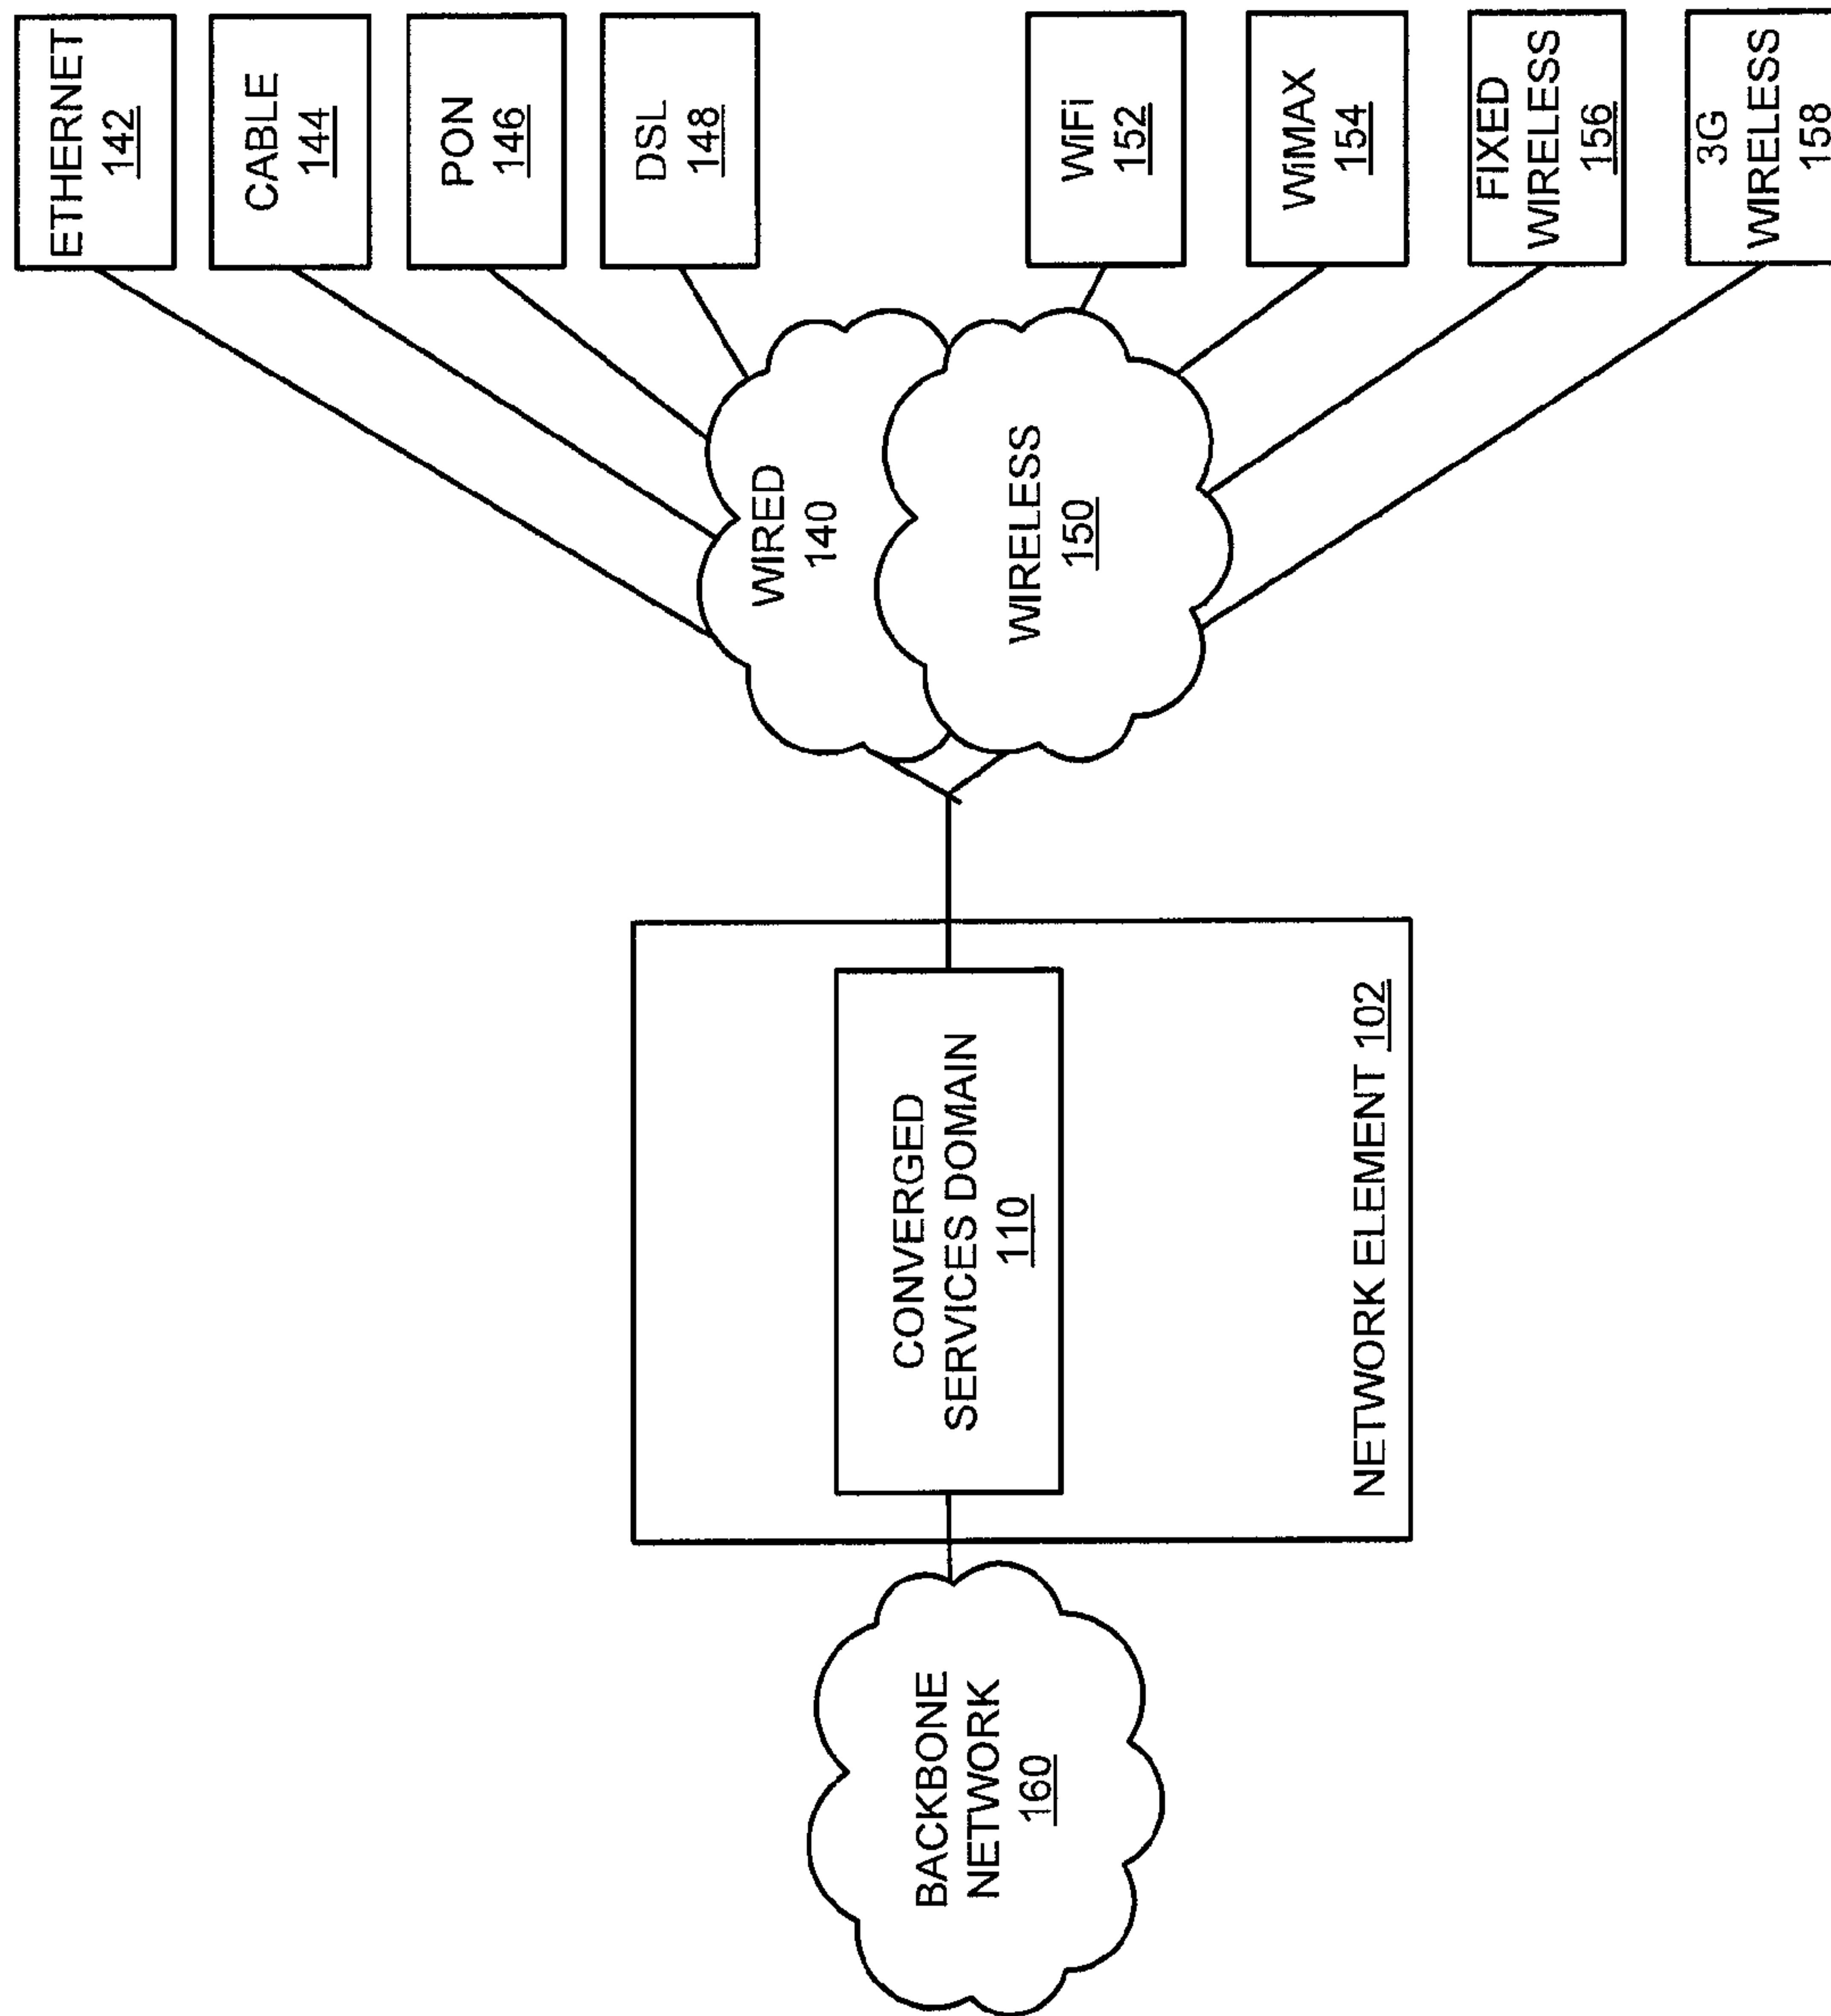 ETHERNET
142
CABLE
144
PON
146
DSL
148
WiFi
152
WiMAX
154
FIXED
WIRELESS
156
3G
WIRELESS
158
WIRED
140
WIRELESS
150
CONVERGED
SERVICES DOMAIN
110
NETWORK ELEMENT 102
BACKBONE
NETWORK
160